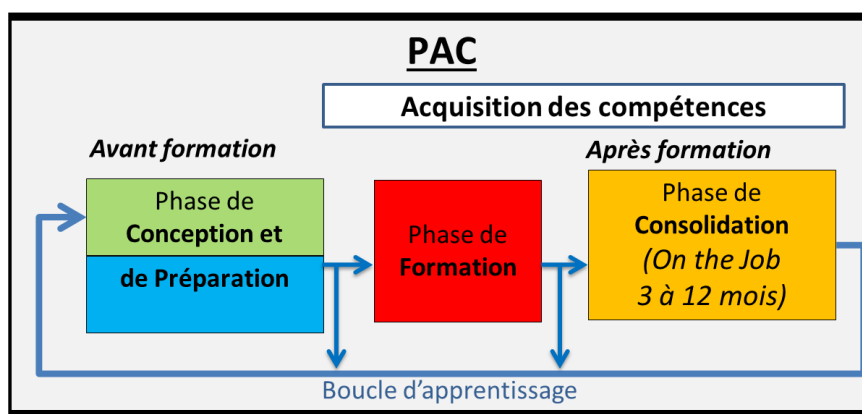 PAC
Acquisition des compétences
Avant formation
Après formation
Phase de
Conception et
de Préparation
Phase de
Formation
Phase de
Consolidation
(On the Job
3 à 12 mois)
Boucle d’apprentissage